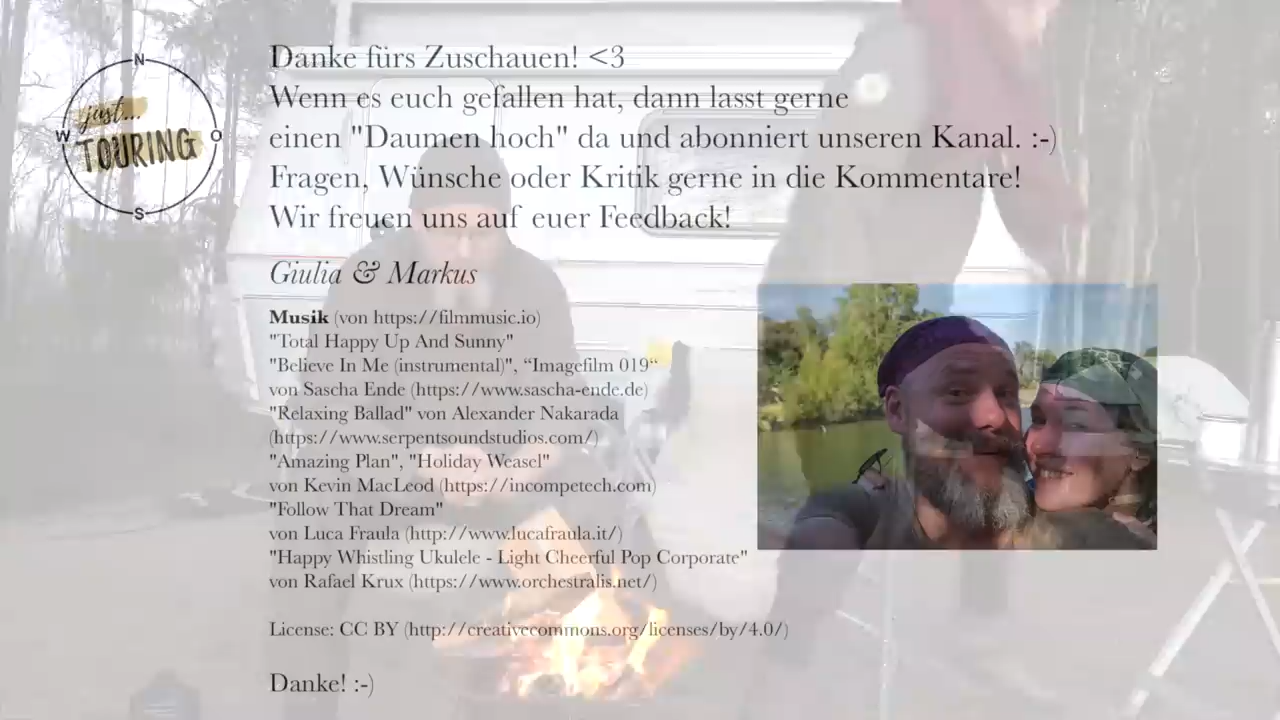 N
just...
W O
TOURING
S
Danke fürs Zuschauen! <3
Wenn es euch gefallen hat, dann lasst gerne
einen "Daumen hoch" da und abonniert unseren Kanal. :-)
Fragen, Wünsche oder Kritik gerne in die Kommentare!
Wir freuen uns auf euer Feedback!
Giulia & Markus
Musik (von https://filmmusic.io)
"Total Happy Up And Sunny"
"Believe In Me (instrumental)", “Imagefilm 019“
von Sascha Ende (https://www.sascha-ende.de)
"Relaxing Ballad" von Alexander Nakarada
(https://www.serpentsoundstudios.com/)
"Amazing Plan", "Holiday Weasel"
von Kevin MacLeod (https://incompetech.com)
"Follow That Dream"
von Luca Fraula (http://www.lucafraula.it/)
"Happy Whistling Ukulele - Light Cheerful Pop Corporate"
von Rafael Krux (https://www.orchestralis.net/)
License: CC BY (http://creativecommons.org/licenses/by/4.0/)
Danke! :-)